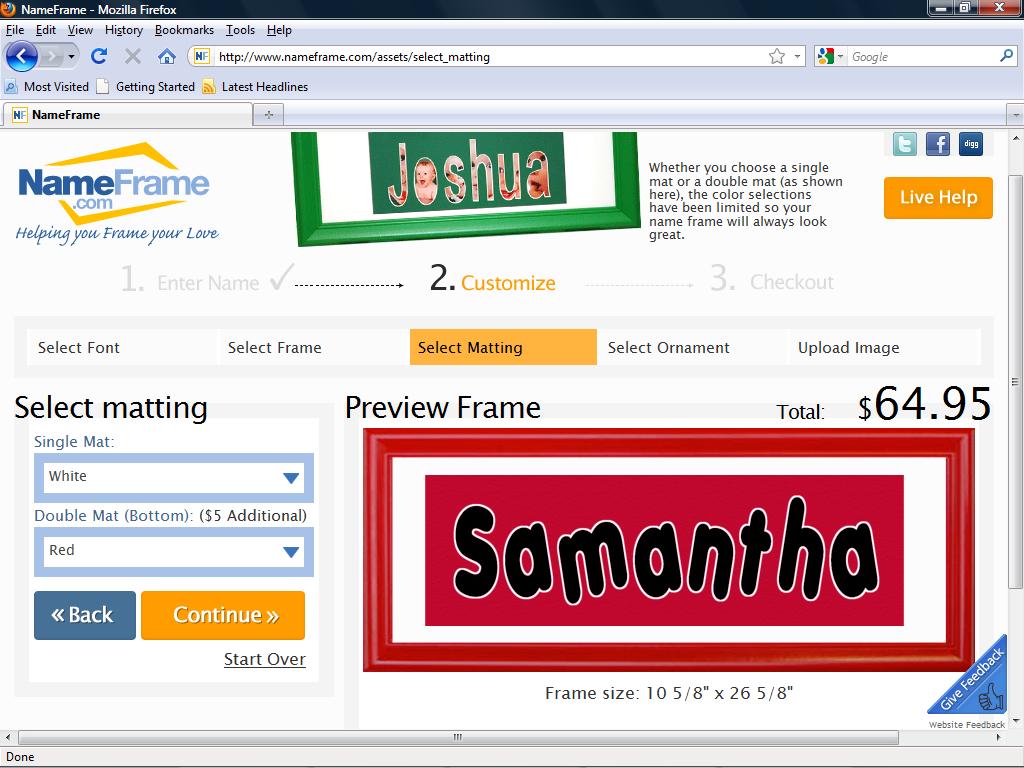 NameFrame - Mozilla Firefox
File Edit View History Bookmarks Tools Help
NF http://www.nameframe.com/assets/select_matting
Google
Most Visited Getting Started Latest Headlines
NF NameFrame
NameFrame
.com
Helping you Frame your Love
Joshua
Whether you choose a single
mat or a double mat (as shown
here), the color selections
have been limited so your
name frame will always look
great.
t f digg
Live Help
1. Enter Name 2. Customize 3. Checkout
Select Font Select Frame Select Matting Select Ornament Upload Image
Select matting
Single Mat:
White
Double Mat (Bottom): ($5 Additional)
Red
« Back Continue »
Start Over
Preview Frame Total: $64.95
Samantha
Frame size: 10 5/8" x 26 5/8"
Give Feedback
Website Feedback
Done